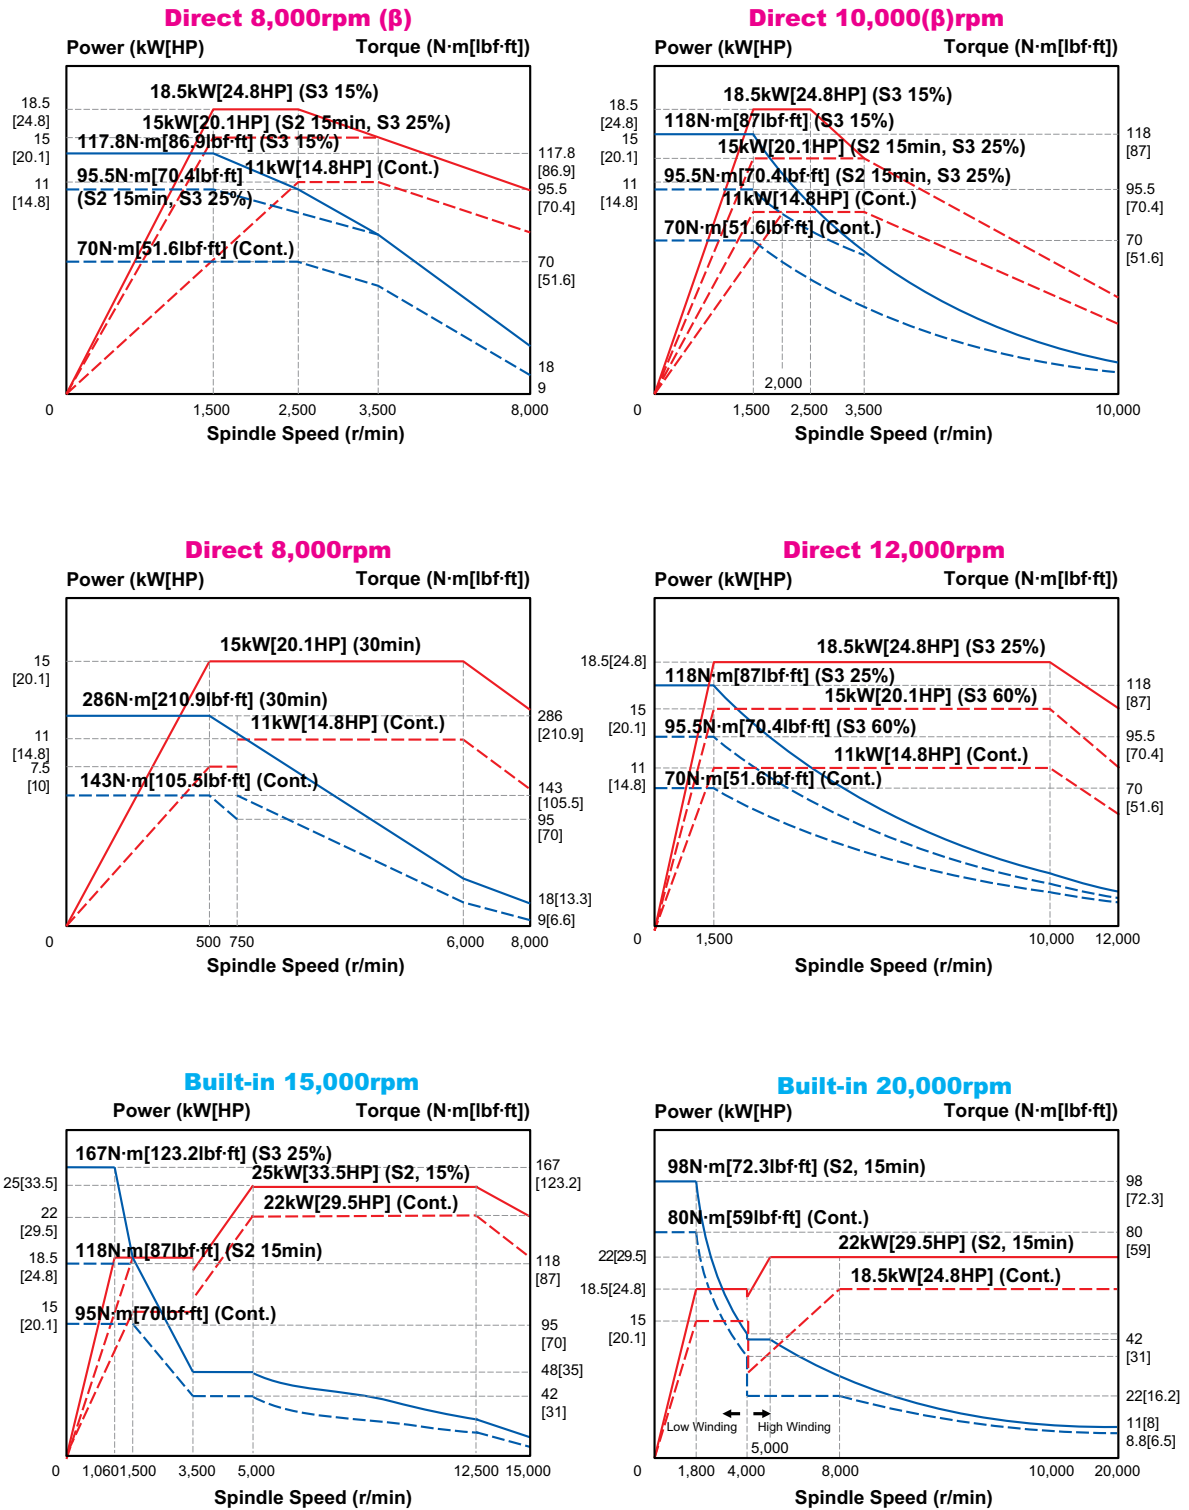 Direct 8,000rpm (β)
Power (kW[HP) Torque (N·m[lbf·ft])
18.5kW[24.8HP] (S3 15%)
18.5
[24.8]
15kW[20.1HP] (S2 15min, S3 25%)
15
[20.1]
117.8N·m[86.9lbf·ft] (S3 15%)
117.8
[86.9]
11kW[14.8HP] (Cont.)
11
[14.8]
95.5N·m[70.4lbf·ft]
(S2 15min, S3 25%)
95.5
[70.4]
70N·m[51.6lbf·ft] (Cont.)
70
[51.6]
18
9
0 1,500 2,500 3,500 8,000
Spindle Speed (r/min)
Direct 10,000(β)rpm
Power (kW[HP) Torque (N·m[lbf·ft])
18.5kW[24.8HP] (S3 15%)
18.5
[24.8]
118N·m[87lbf·ft] (S3 15%)
118
[87]
15
[20.1]
15kW[20.1HP] (S2 15min, S3 25%)
95.5N·m[70.4lbf·ft] (S2 15min, S3 25%)
95.5
[70.4]
11
[14.8]
11kW[14.8HP] (Cont.)
70N·m[51.6lbf·ft] (Cont.)
70
[51.6]
2,000
0 1,500 2,500 3,500 10,000
Spindle Speed (r/min)
Direct 8,000rpm
Power (kW[HP) Torque (N·m[lbf·ft])
15kW[20.1HP] (30min)
15
[20.1]
286N·m[210.9lbf·ft] (30min)
286
[210.9]
11kW[14.8HP] (Cont.)
11
[14.8]
7.5
[10]
143N·m[105.5lbf·ft] (Cont.)
143
[105.5]
95
[70]
18[13.3]
9[6.6]
0 500 750 6,000 8,000
Spindle Speed (r/min)
Direct 12,000rpm
Power (kW[HP) Torque (N·m[lbf·ft])
18.5kW[24.8HP] (S3 25%)
18.5[24.8]
118N·m[87lbf·ft] (S3 25%)
118
[87]
15kW[20.1HP] (S3 60%)
15
[20.1]
95.5N·m[70.4lbf·ft] (S3 60%)
95.5
[70.4]
11kW[14.8HP] (Cont.)
11
[14.8]
70N·m[51.6lbf·ft] (Cont.)
70
[51.6]
0 1,500 10,000 12,000
Spindle Speed (r/min)
Built-in 15,000rpm
Power (kW[HP) Torque (N·m[lbf·ft])
167N·m[123.2lbf·ft] (S3 25%)
167
[123.2]
25kW[33.5HP] (S2, 15%)
25[33.5]
22kW[29.5HP] (Cont.)
22
[29.5]
118N·m[87lbf·ft] (S2 15min)
18.5
[24.8]
118
[87]
15
[20.1]
95N·m[70lbf·ft] (Cont.)
95
[70]
48[35]
42
[31]
0 1,060 1,500 3,500 5,000 12,500 15,000
Spindle Speed (r/min)
Built-in 20,000rpm
Power (kW[HP) Torque (N·m[lbf·ft])
98N·m[72.3lbf·ft] (S2, 15min)
98
[72.3]
80N·m[59lbf·ft] (Cont.)
80
[59]
22kW[29.5HP] (S2, 15min)
22[29.5]
18.5kW[24.8HP] (Cont.)
18.5[24.8]
15
[20.1]
42
[31]
22[16.2]
11[8]
8.8[6.5]
Low Winding High Winding
5,000
0 1,800 4,000 8,000 10,000 20,000
Spindle Speed (r/min)